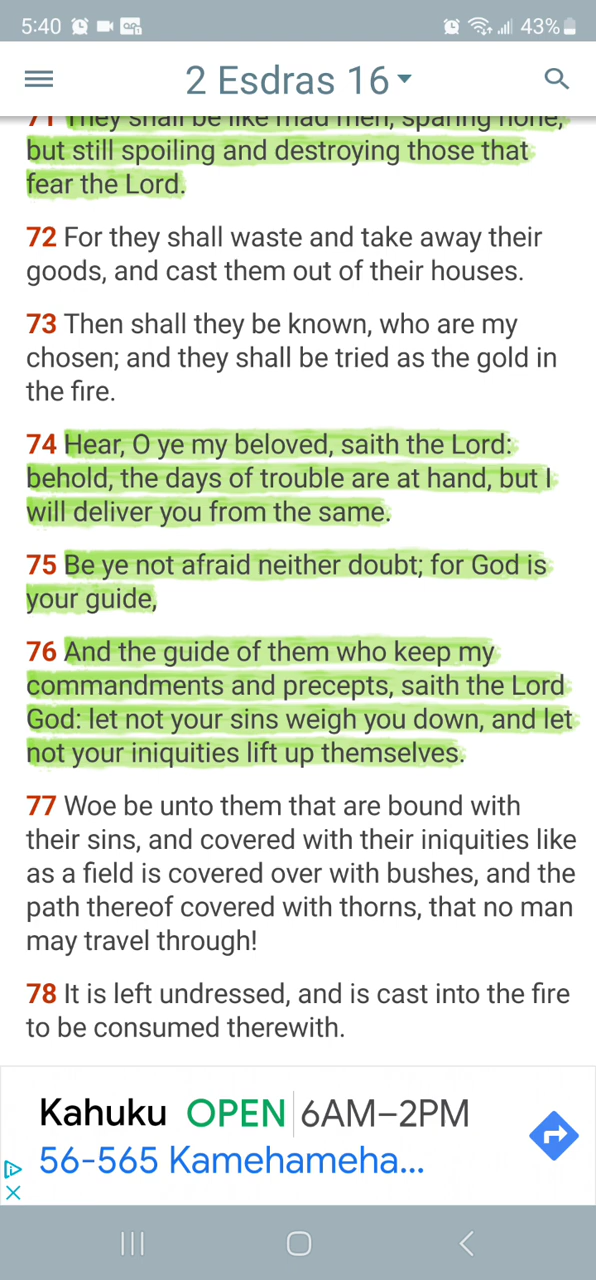 5:40
43%
2 Esdras 16
71 They shall be like mad men, sparing none,
but still spoiling and destroying those that
fear the Lord.
72 For they shall waste and take away their
goods, and cast them out of their houses.
73 Then shall they be known, who are my
chosen; and they shall be tried as the gold in
the fire.
74 Hear, O ye my beloved, saith the Lord:
behold, the days of trouble are at hand, but I
will deliver you from the same.
75 Be ye not afraid neither doubt; for God is
your guide,
76 And the guide of them who keep my
commandments and precepts, saith the Lord
God: let not your sins weigh you down, and let
not your iniquities lift up themselves.
77 Woe be unto them that are bound with
their sins, and covered with their iniquities like
as a field is covered over with bushes, and the
path thereof covered with thorns, that no man
may travel through!
78 It is left undressed, and is cast into the fire
to be consumed therewith.
Kahuku OPEN 6AM–2PM
56-565 Kamehameha...